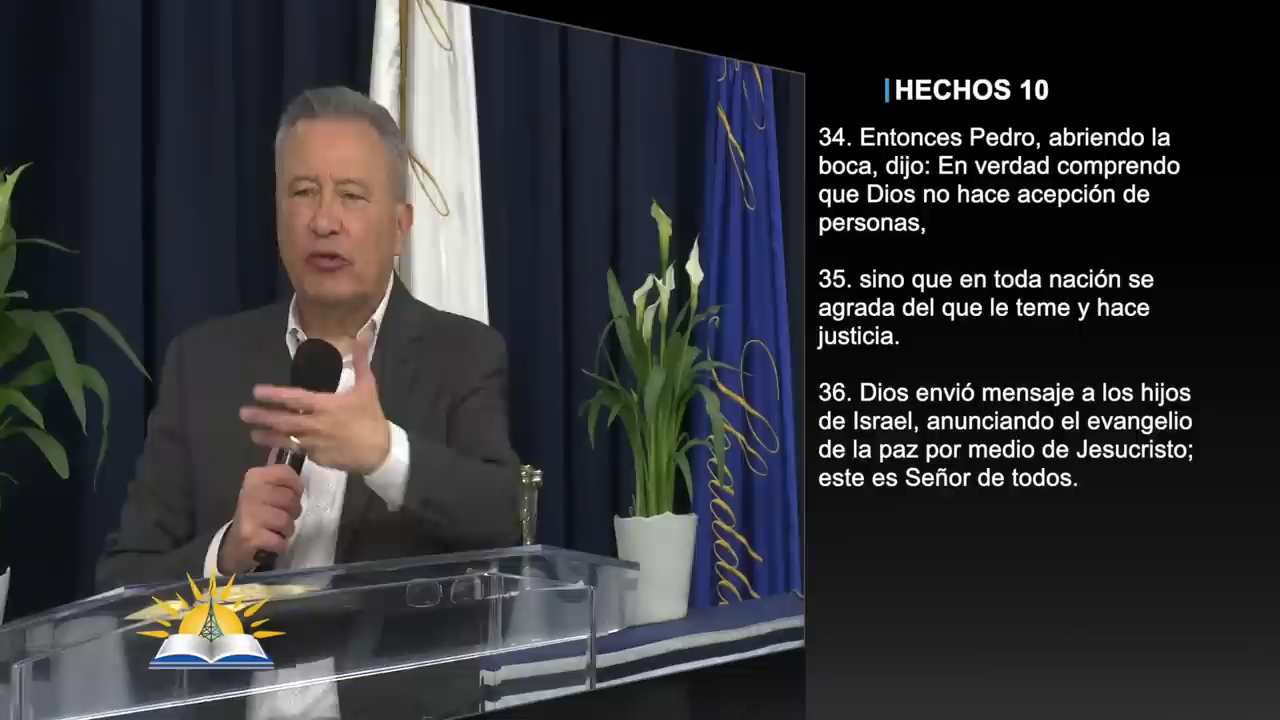 HECHOS 10
34. Entonces Pedro, abriendo la
boca, dijo: En verdad comprendo
que Dios no hace acepción de
personas,
35. sino que en toda nación se
agrada del que le teme y hace
justicia.
36. Dios envió mensaje a los hijos
de Israel, anunciando el evangelio
de la paz por medio de Jesucristo;
este es Señor de todos.